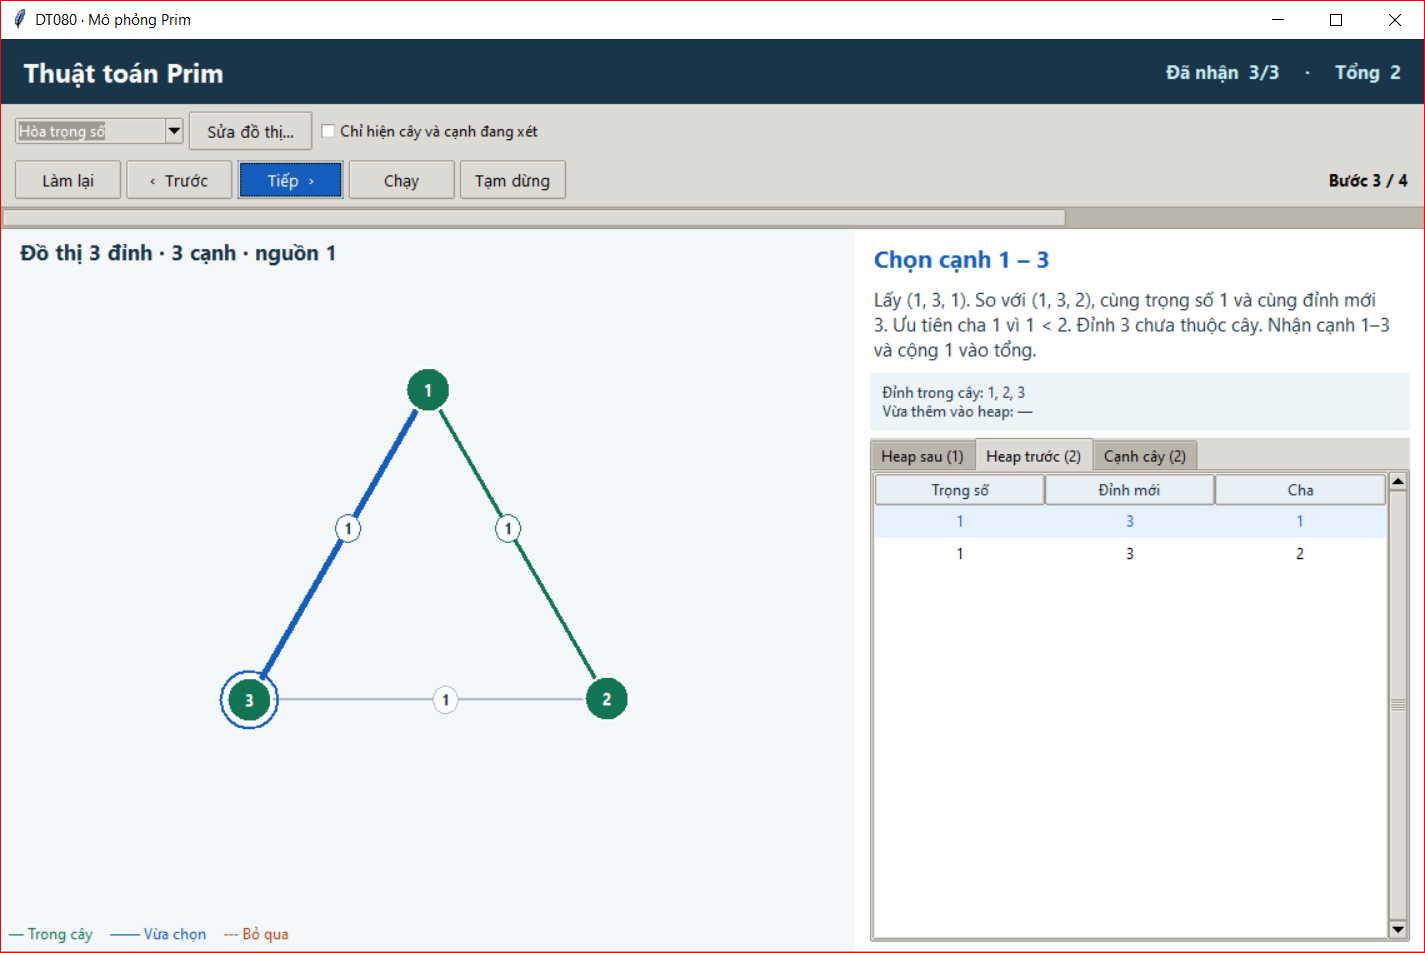 DT080 · Mô phỏng Prim
Thuật toán Prim
Đã nhận 3/3 · Tổng 2
Hòa trọng số
Sửa đồ thị...
Chỉ hiện cây và cạnh đang xét
Làm lại
‹ Trước
Tiếp ›
Chạy
Tạm dừng
Bước 3 / 4
Đồ thị 3 đỉnh · 3 cạnh · nguồn 1
1
1
1
3
1
2
— Trong cây
—— Vừa chọn
--- Bỏ qua
Chọn cạnh 1 – 3
Lấy (1, 3, 1). So với (1, 3, 2), cùng trọng số 1 và cùng đỉnh mới
3. Ưu tiên cha 1 vì 1 < 2. Đỉnh 3 chưa thuộc cây. Nhận cạnh 1–3
và cộng 1 vào tổng.
Đỉnh trong cây: 1, 2, 3
Vừa thêm vào heap: —
Heap sau (1)
Heap trước (2)
Cạnh cây (2)
Trọng số Đỉnh mới Cha
1 3 1
1 3 2